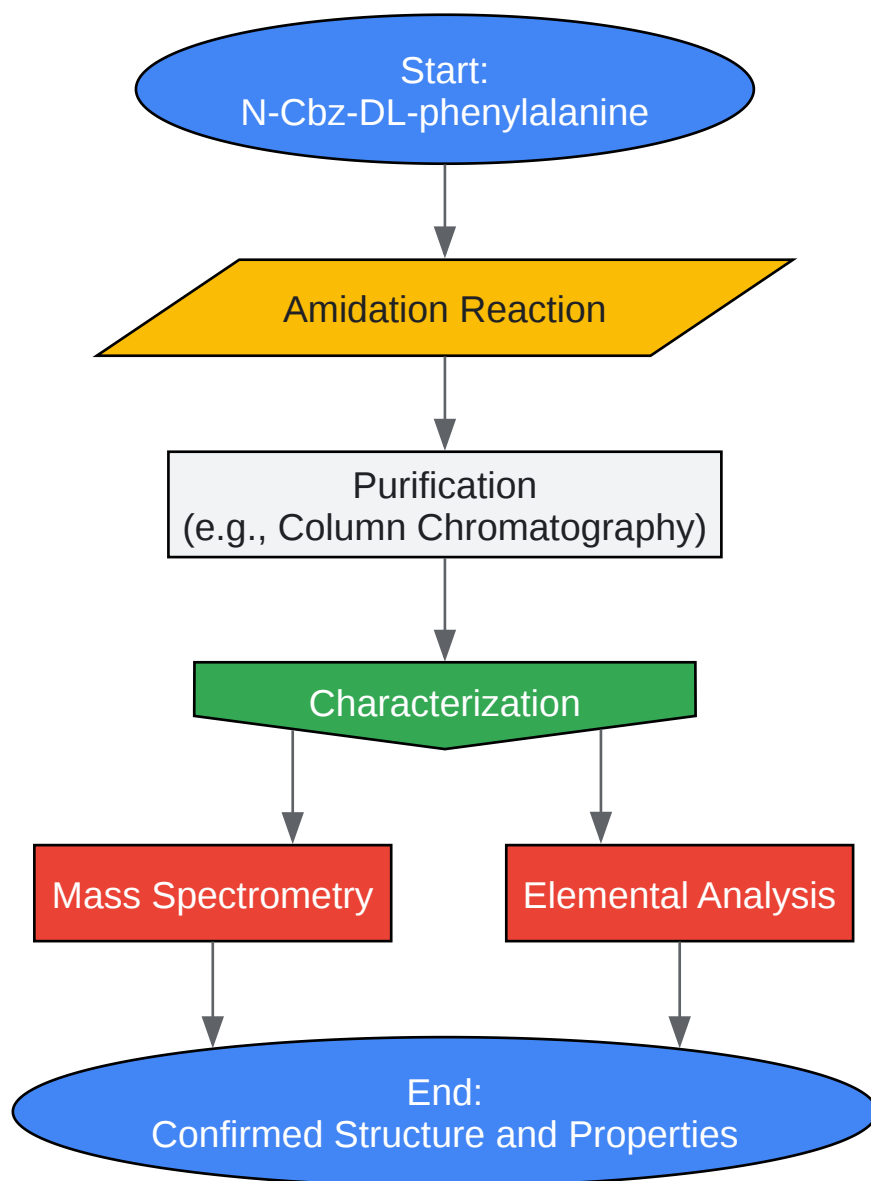 Start:
N-Cbz-DL-phenylalanine
Amidation Reaction
Purification
(e.g., Column Chromatography)
Characterization
Mass Spectrometry
Elemental Analysis
End:
Confirmed Structure and Properties